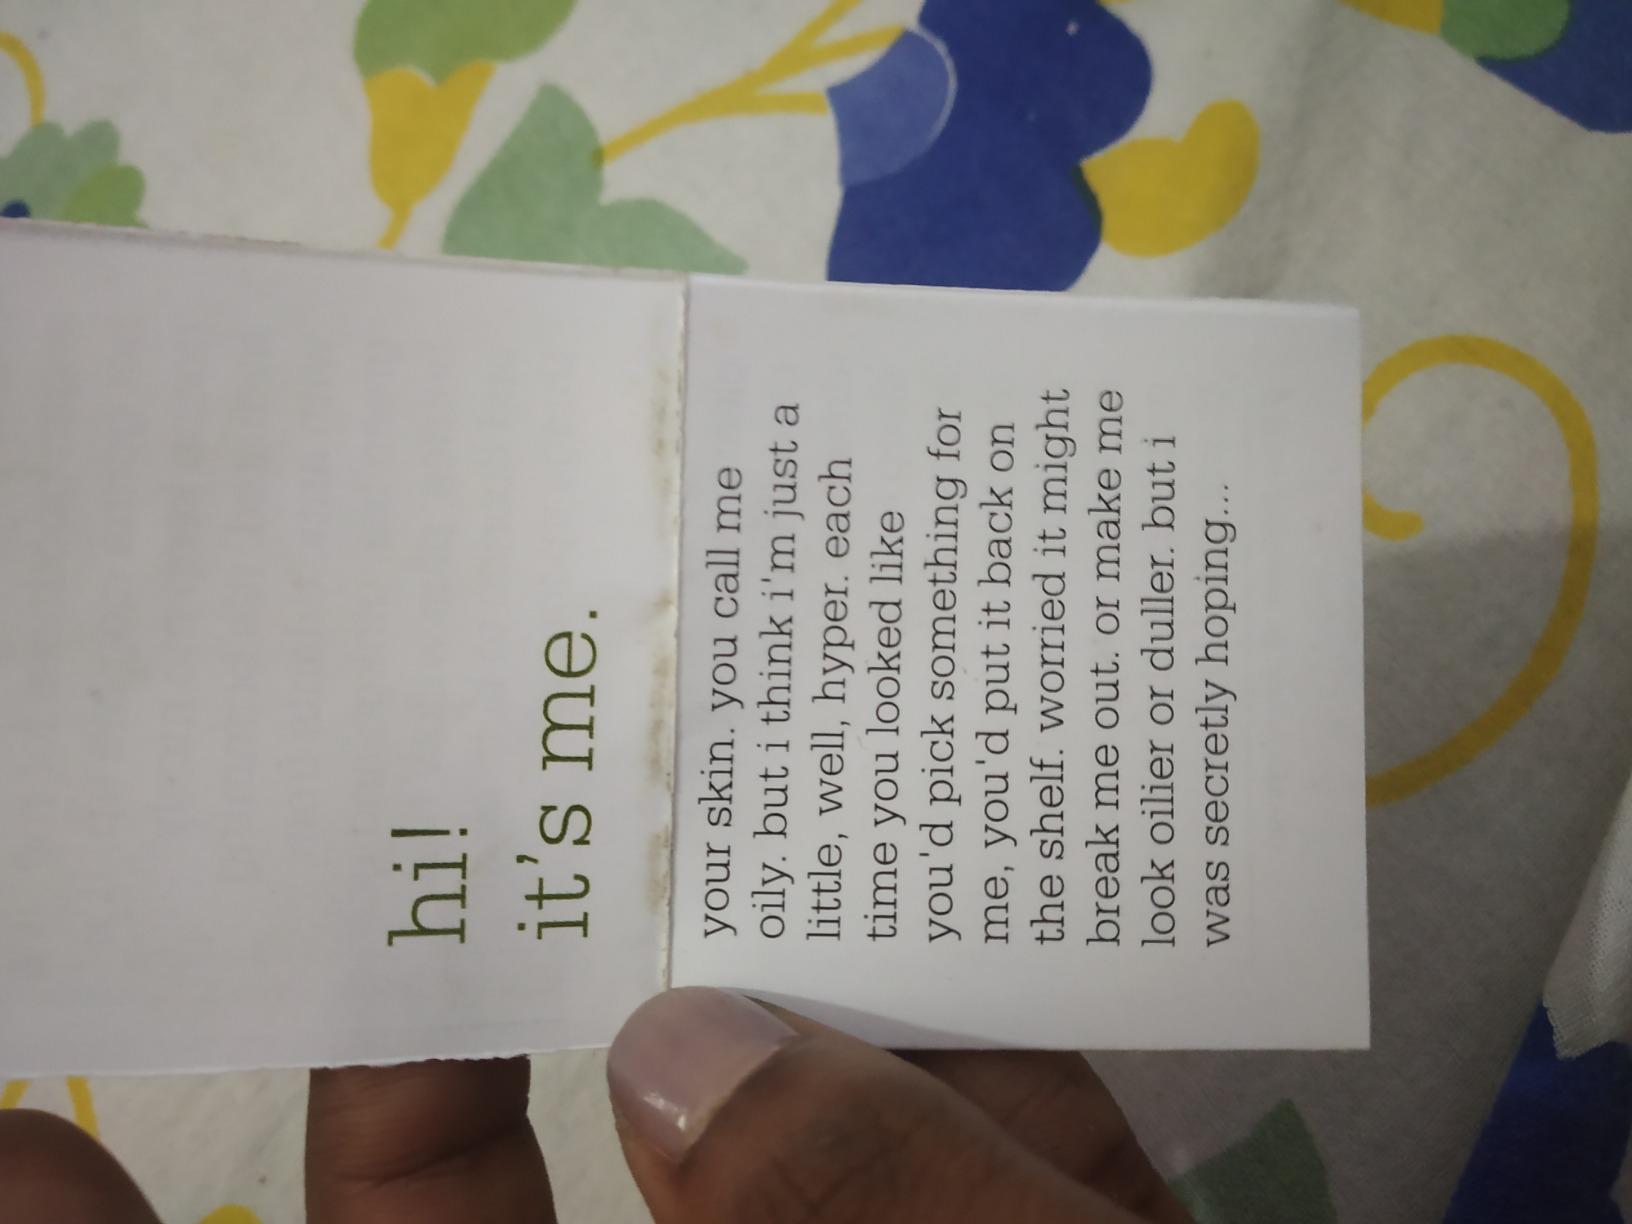 hi!
it's me.
your skin. you call me
oily. but i think i'm just a
little, well, hyper. each
time you looked like
you'd pick something for
me, you'd put it back on
the shelf. worried it might
break me out. or make me
look oilier or duller. but i
was secretly hoping...